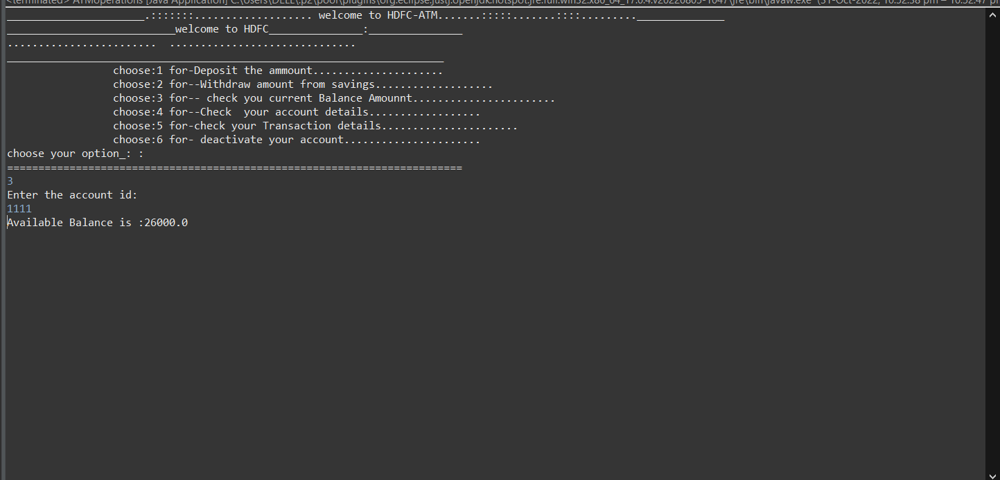 <terminated> ATMOperations [Java Application] C:\Users\DELL\.p2\pool\plugins\org.eclipse.justj.openjdk.hotspot.jre.full.win32.x86_64_17.0.4.v20220805-1047\jre\bin\javaw.exe (31-Oct-2022, 10:52:38 pm – 10:52:47 pm
______________________.:::::::................... welcome to HDFC-ATM.......:::::.......::::.........______________
___________________________welcome to HDFC_______________:_______________
........................  ..............................
______________________________________________________________________
choose:1 for-Deposit the ammount.....................
choose:2 for--Withdraw amount from savings...................
choose:3 for-- check you current Balance Amounnt.......................
choose:4 for--Check  your account details..................
choose:5 for-check your Transaction details......................
choose:6 for- deactivate your account......................
choose your option_: :
=========================================================================
3
Enter the account id:
1111
Available Balance is :26000.0